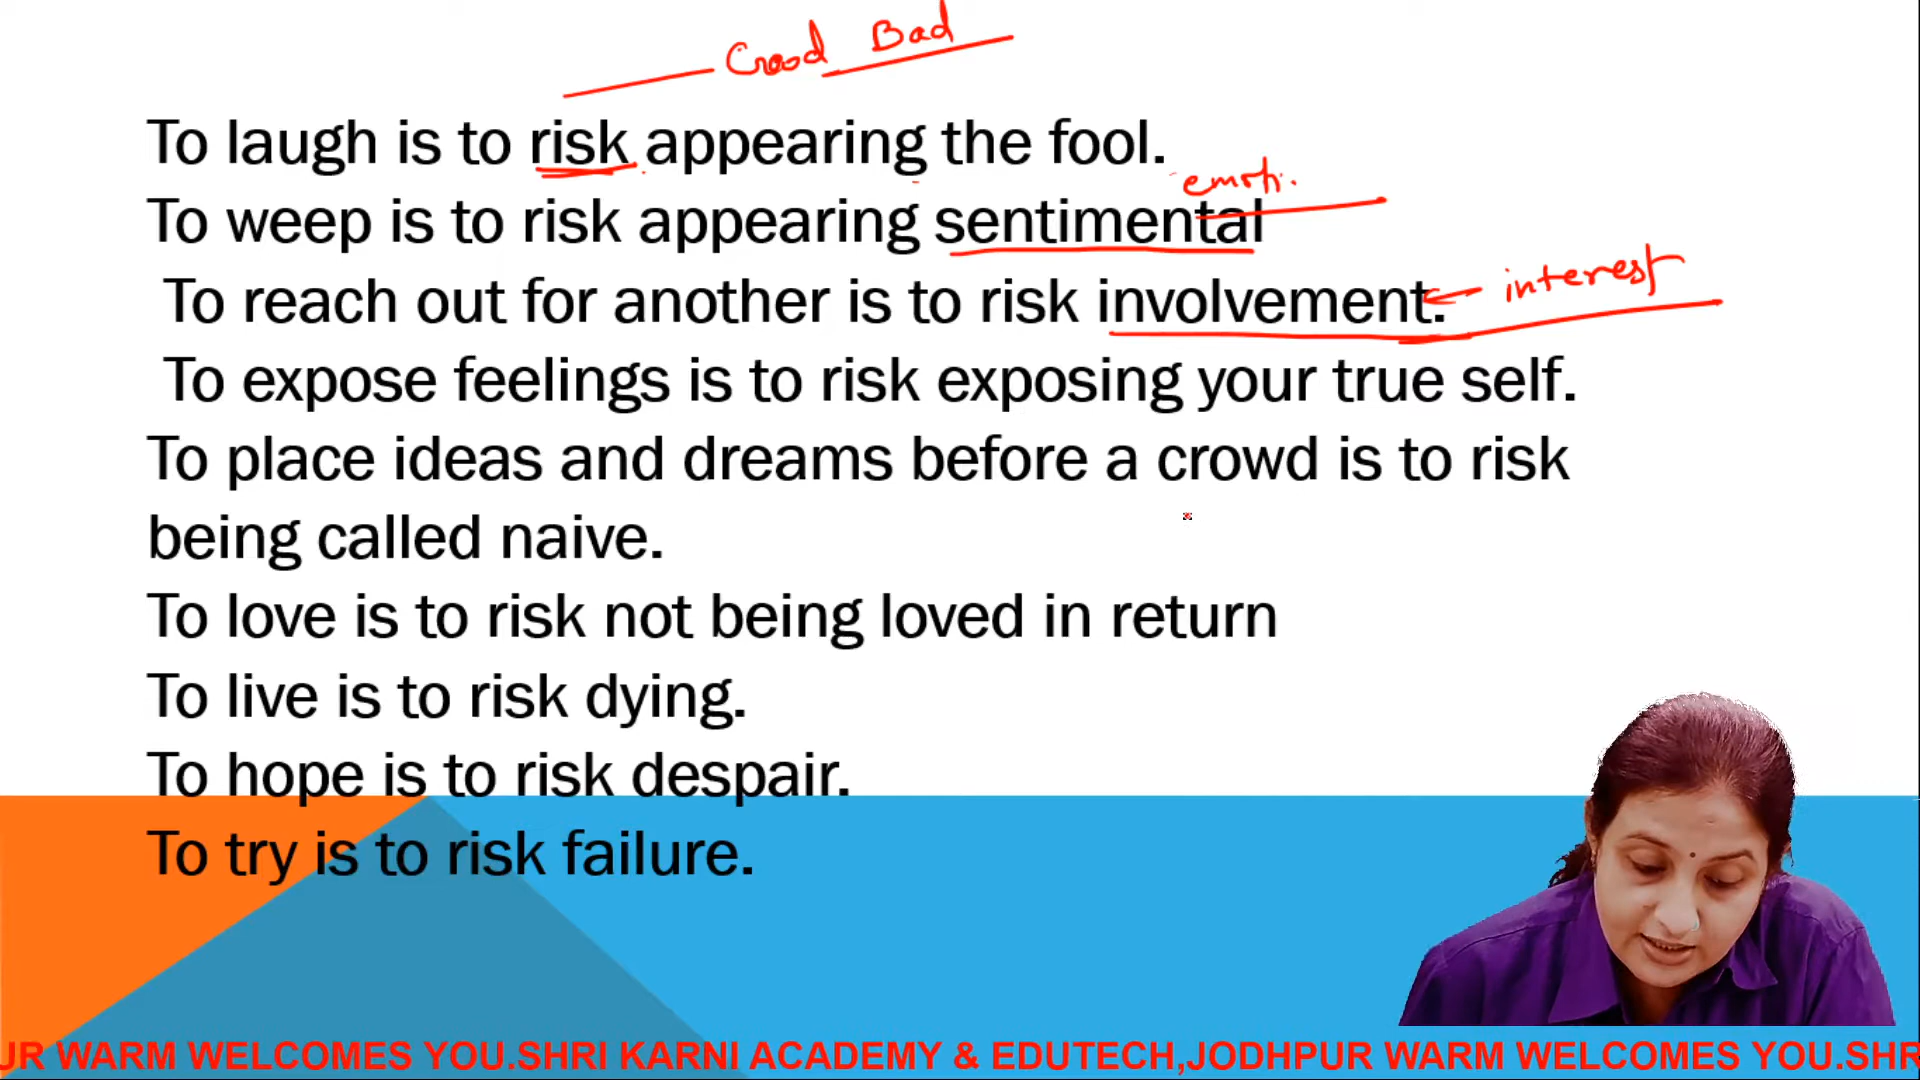 Good Bad
To laugh is to risk appearing the fool.
emoti.
To weep is to risk appearing sentimental
To reach out for another is to risk involvement. interest
To expose feelings is to risk exposing your true self.
To place ideas and dreams before a crowd is to risk
being called naive.
To love is to risk not being loved in return
To live is to risk dying.
To hope is to risk despair.
To try is to risk failure.
UR WARM WELCOMES YOU.SHRI KARNI ACADEMY & EDUTECH,JODHPUR WARM WELCOMES YOU.SHR